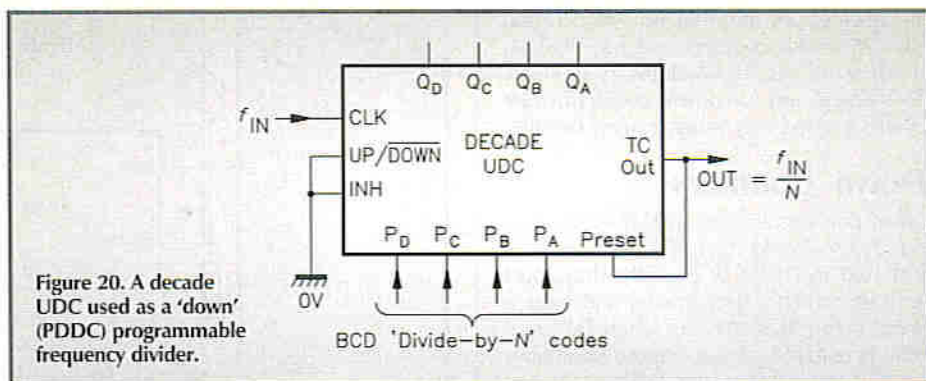 Q_D Q_C Q_B Q_A
f_IN
CLK
UP/DOWN
INH
DECADE
UDC
TC
Out
OUT = f_IN/N
P_D P_C P_B P_A Preset
0V
BCD 'Divide-by-N' codes
Figure 20. A decade
UDC used as a 'down'
(PDDC) programmable
frequency divider.